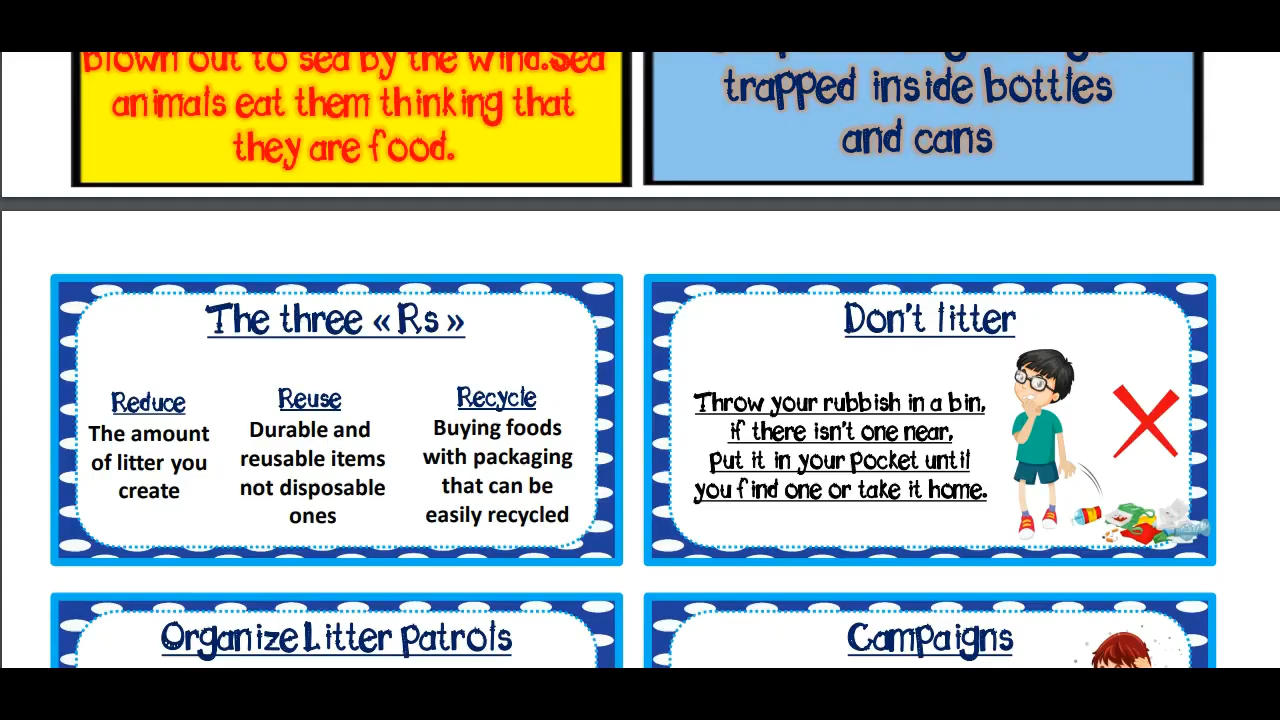 blown out to sea by the wind.Sea
animals eat them thinking that
they are food.
trapped inside bottles
and cans
The three « Rs »
Reduce
The amount
of litter you
create
Reuse
Durable and
reusable items
not disposable
ones
Recycle
Buying foods
with packaging
that can be
easily recycled
Don't litter
Throw your rubbish in a bin,
if there isn't one near,
put it in your pocket until
you find one or take it home.
Organize Litter patrols
Campaigns